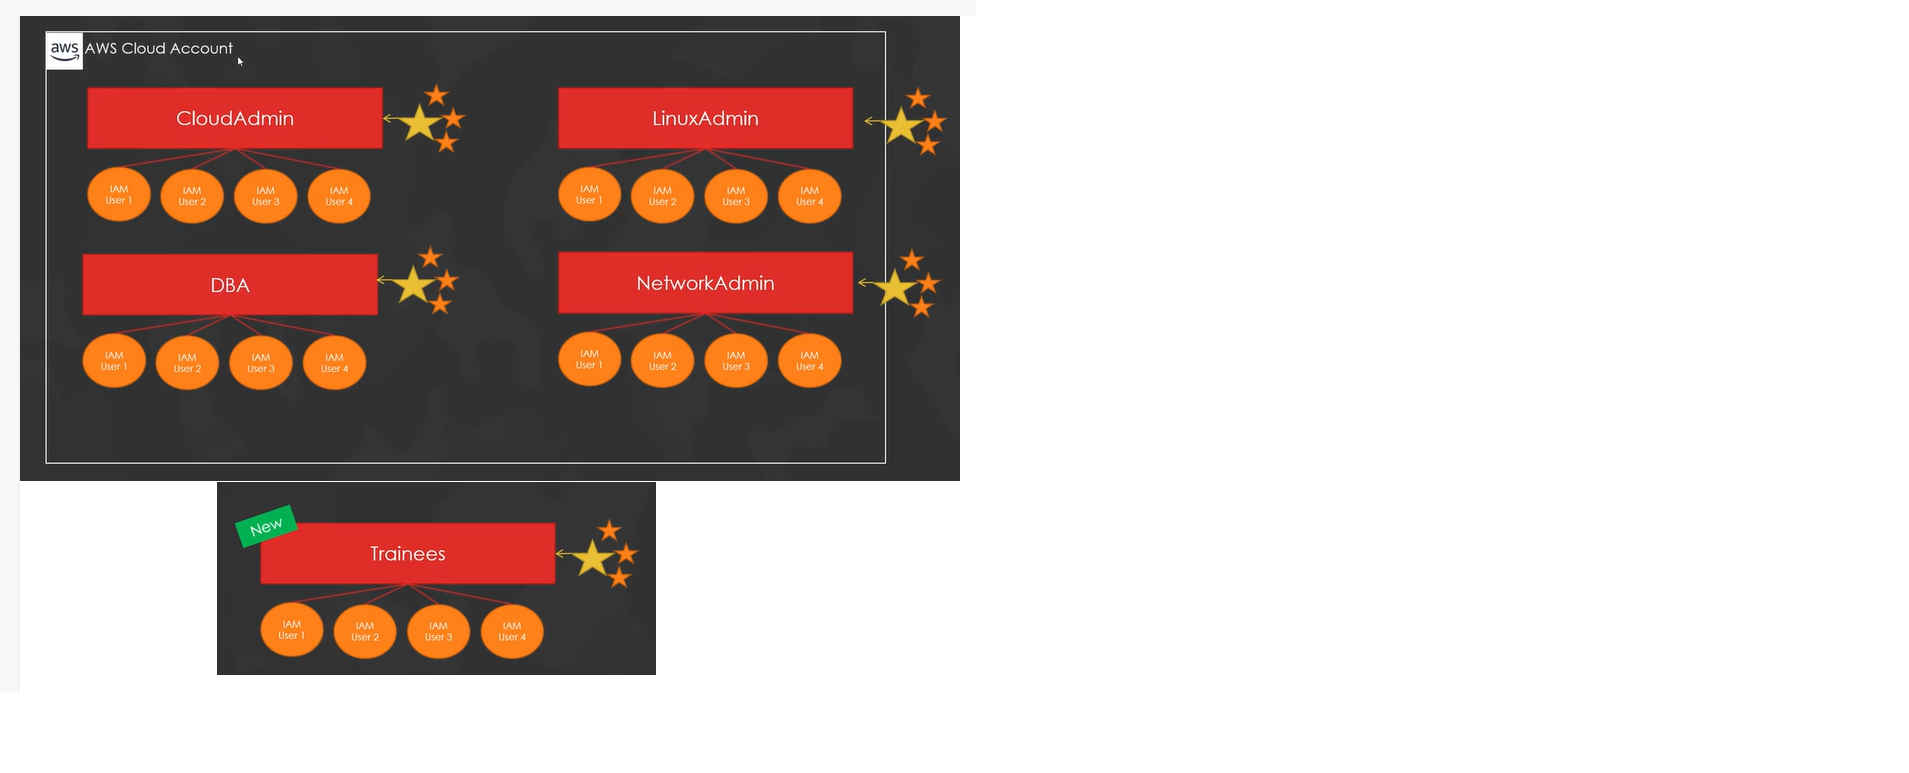 aws AWS Cloud Account
CloudAdmin
IAM
User 1
IAM
User 2
IAM
User 3
IAM
User 4
LinuxAdmin
IAM
User 1
IAM
User 2
IAM
User 3
IAM
User 4
DBA
IAM
User 1
IAM
User 2
IAM
User 3
IAM
User 4
NetworkAdmin
IAM
User 1
IAM
User 2
IAM
User 3
IAM
User 4
New
Trainees
IAM
User 1
IAM
User 2
IAM
User 3
IAM
User 4